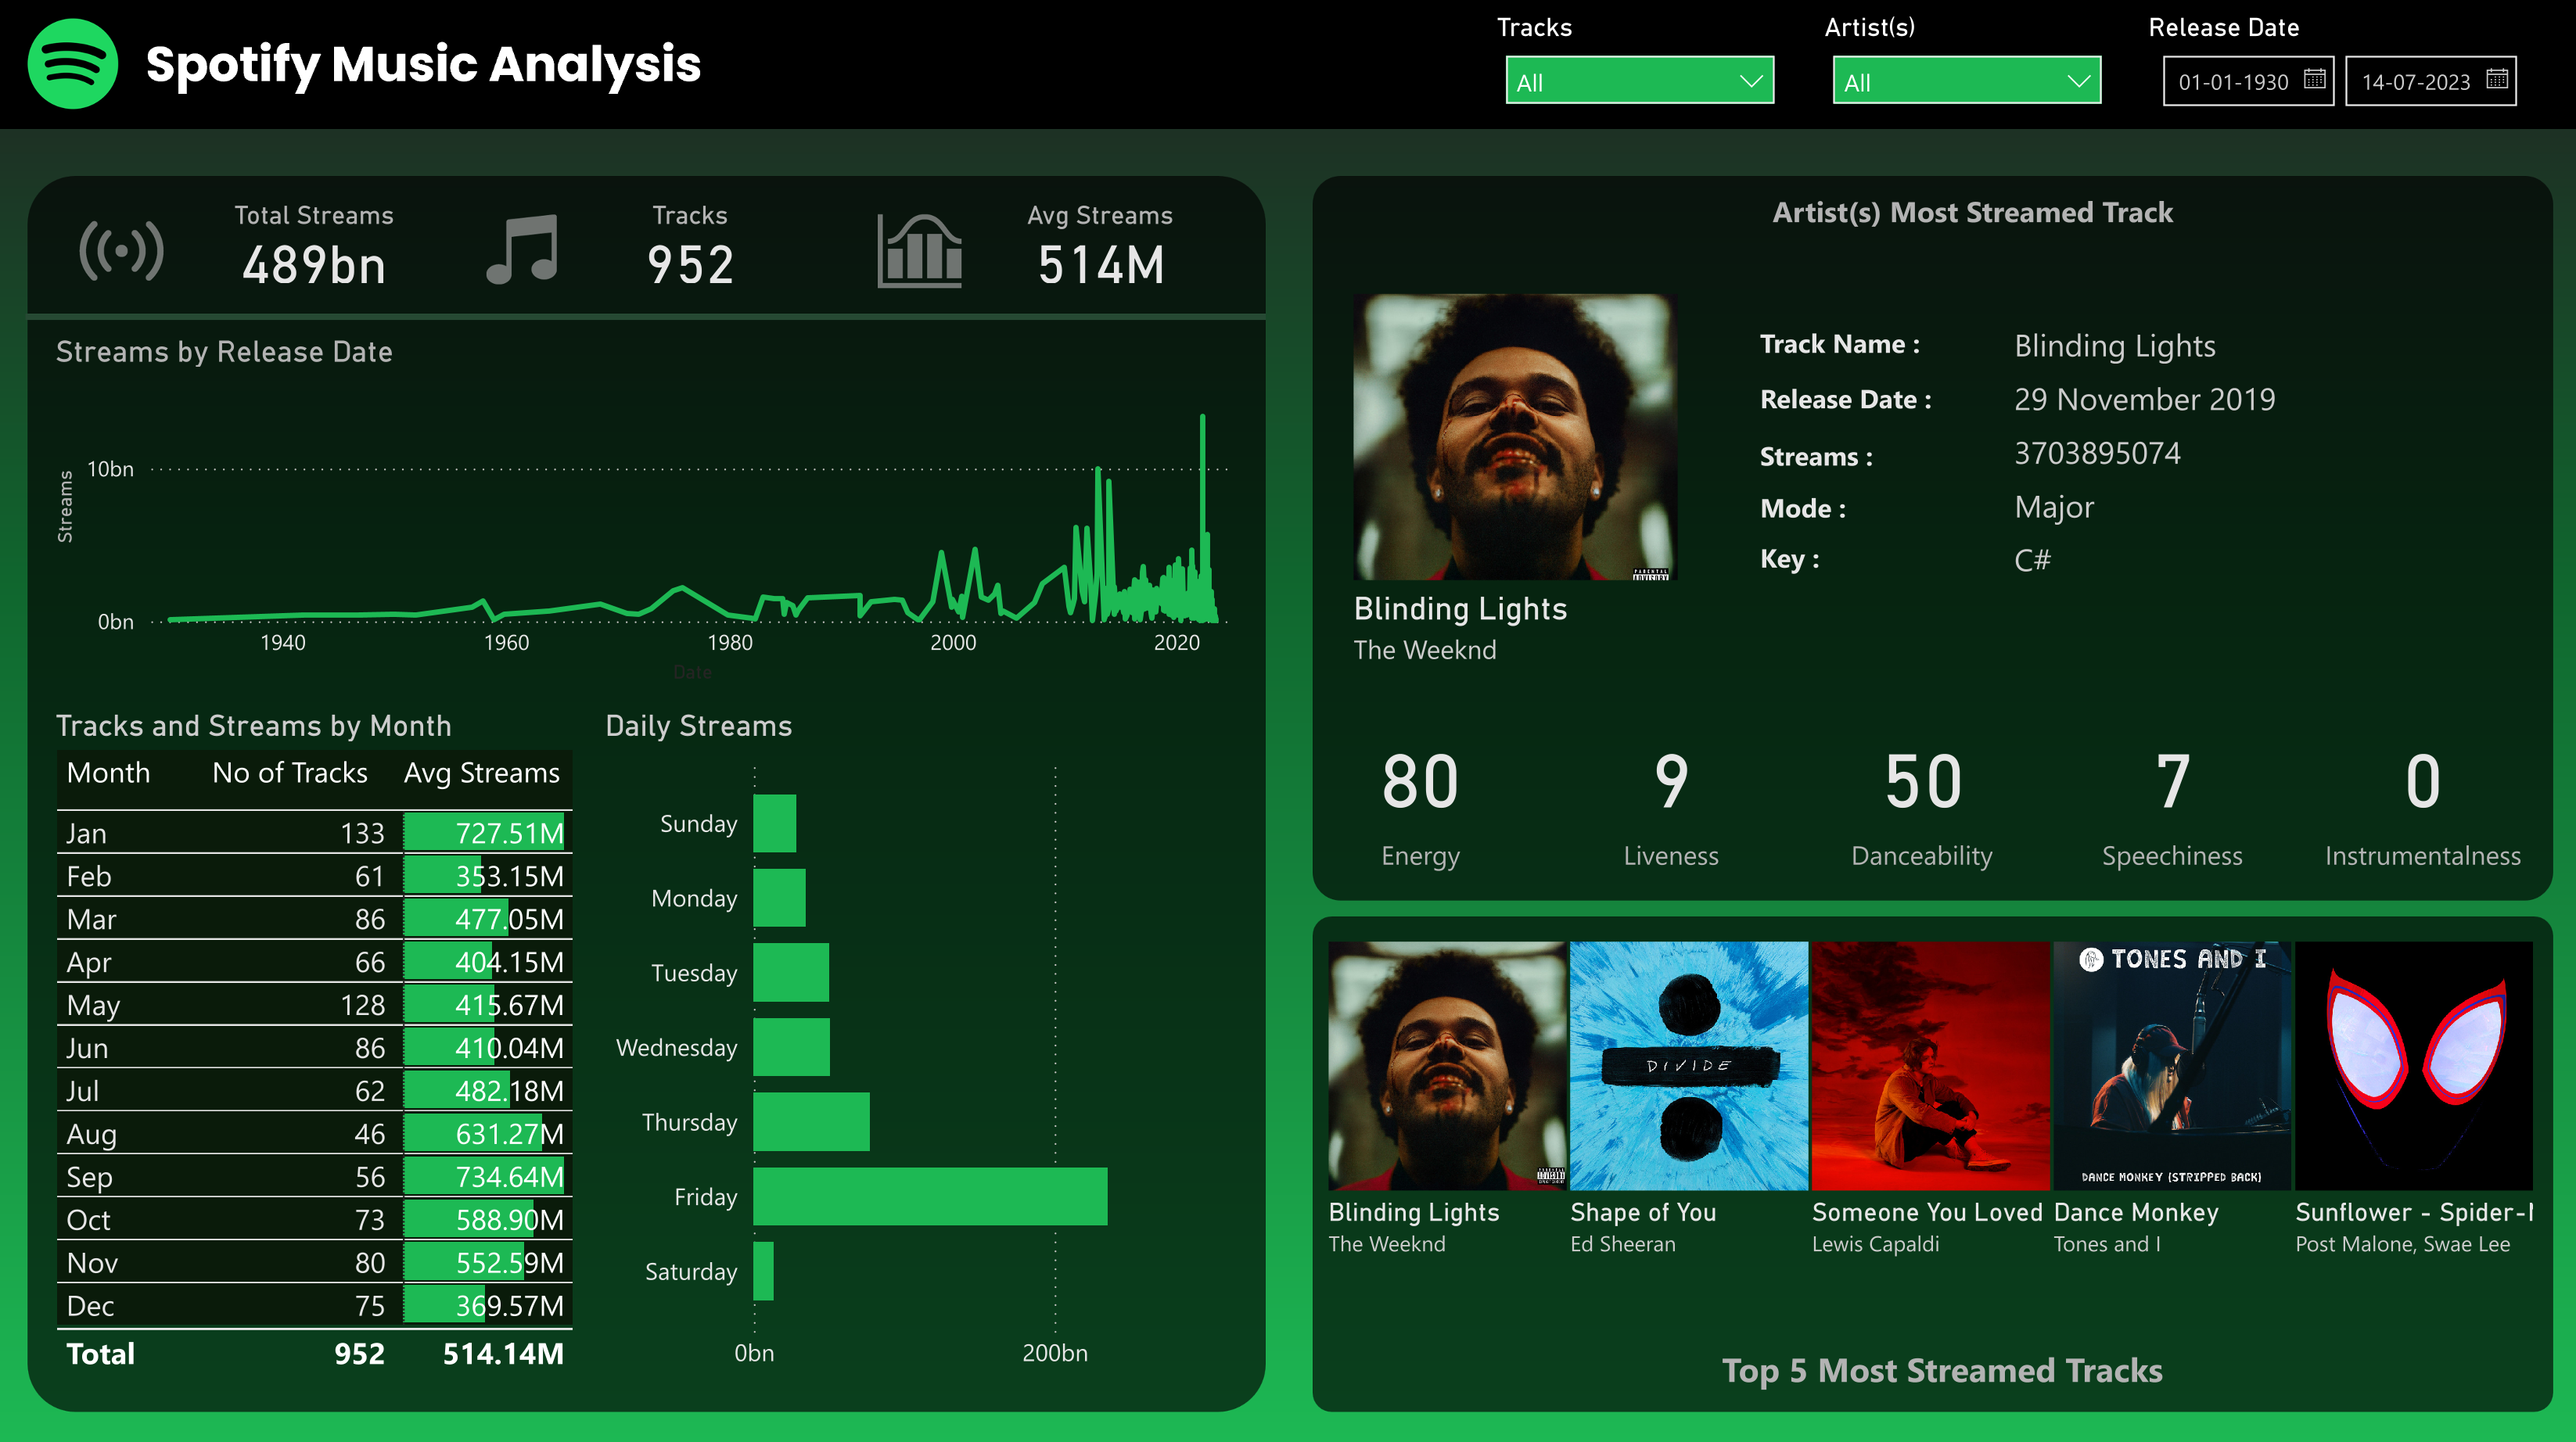 Spotify Music Analysis
Tracks
All
Artist(s)
All
Release Date
01-01-1930
14-07-2023
Total Streams
489bn
Tracks
952
Avg Streams
514M
Streams by Release Date
Streams
10bn
0bn
1940 1960 1980 2000 2020
Date
Tracks and Streams by Month
Month No of Tracks Avg Streams
Jan 133 727.51M
Feb 61 353.15M
Mar 86 477.05M
Apr 66 404.15M
May 128 415.67M
Jun 86 410.04M
Jul 62 482.18M
Aug 46 631.27M
Sep 56 734.64M
Oct 73 588.90M
Nov 80 552.59M
Dec 75 369.57M
Total 952 514.14M
Daily Streams
Sunday
Monday
Tuesday
Wednesday
Thursday
Friday
Saturday
0bn 200bn
Artist(s) Most Streamed Track
PARENTAL
ADVISORY
Blinding Lights
The Weeknd
Track Name : Blinding Lights
Release Date : 29 November 2019
Streams : 3703895074
Mode : Major
Key : C#
80 9 50 7 0
Energy Liveness Danceability Speechiness Instrumentalness
DIVIDE
TONES AND I
DANCE MONKEY (STRIPPED BACK)
Blinding Lights
The Weeknd
Shape of You
Ed Sheeran
Someone You Loved
Lewis Capaldi
Dance Monkey
Tones and I
Sunflower - Spider-
Post Malone, Swae Lee
Top 5 Most Streamed Tracks